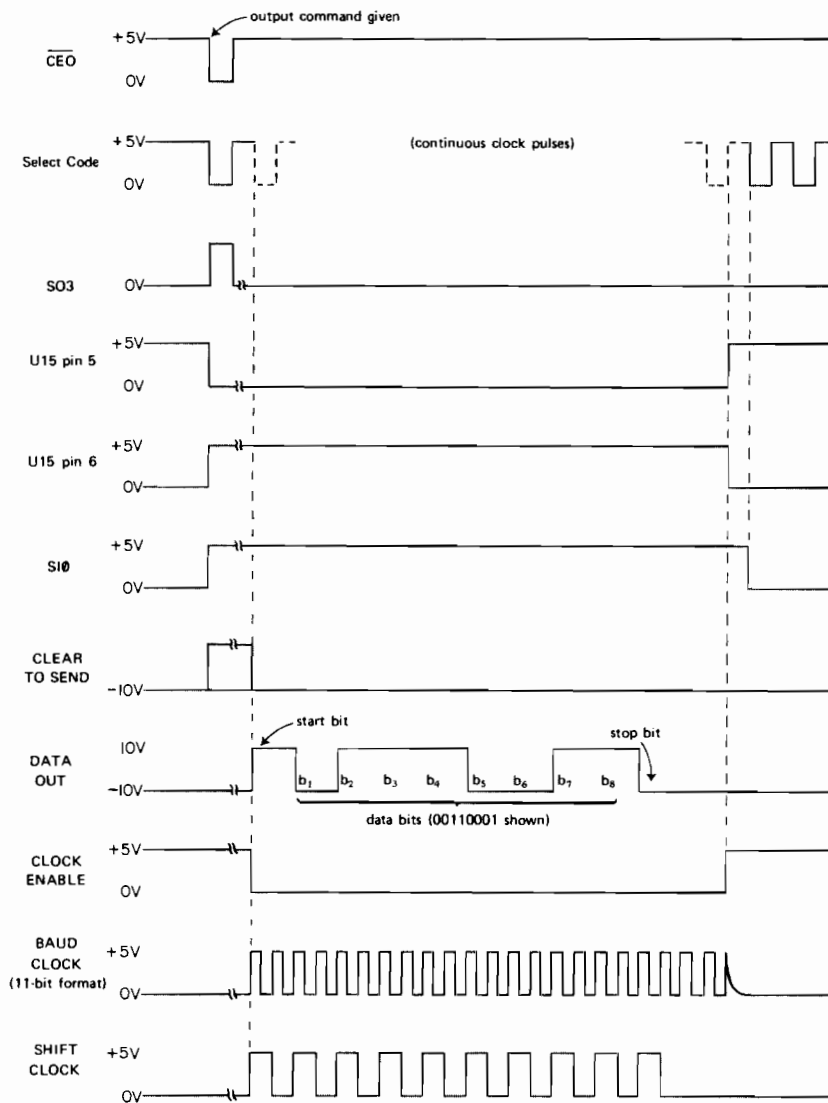 output command given
+5V
CEO
0V
+5V
Select Code
(continuous clock pulses)
0V
SO3
0V
+5V
U15 pin 5
0V
+5V
U15 pin 6
0V
+5V
SIØ
0V
CLEAR
TO SEND
-10V
start bit
10V
stop bit
DATA
OUT
b1 b2 b3 b4 b5 b6 b7 b8
-10V
data bits (00110001 shown)
+5V
CLOCK
ENABLE
0V
BAUD
CLOCK
(11-bit format)
+5V
0V
SHIFT
CLOCK
+5V
0V